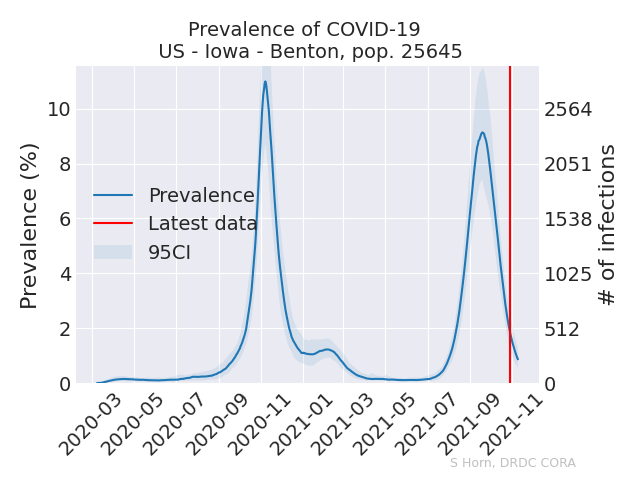 Prevalence of COVID-19
US - Iowa - Benton, pop. 25645
Prevalence (%)
10
8
6
4
2
0
2564
2051
1538
1025
512
0
# of infections
Prevalence
Latest data
95CI
2020-03
2020-05
2020-07
2020-09
2020-11
2021-01
2021-03
2021-05
2021-07
2021-09
2021-11
S Horn, DRDC CORA